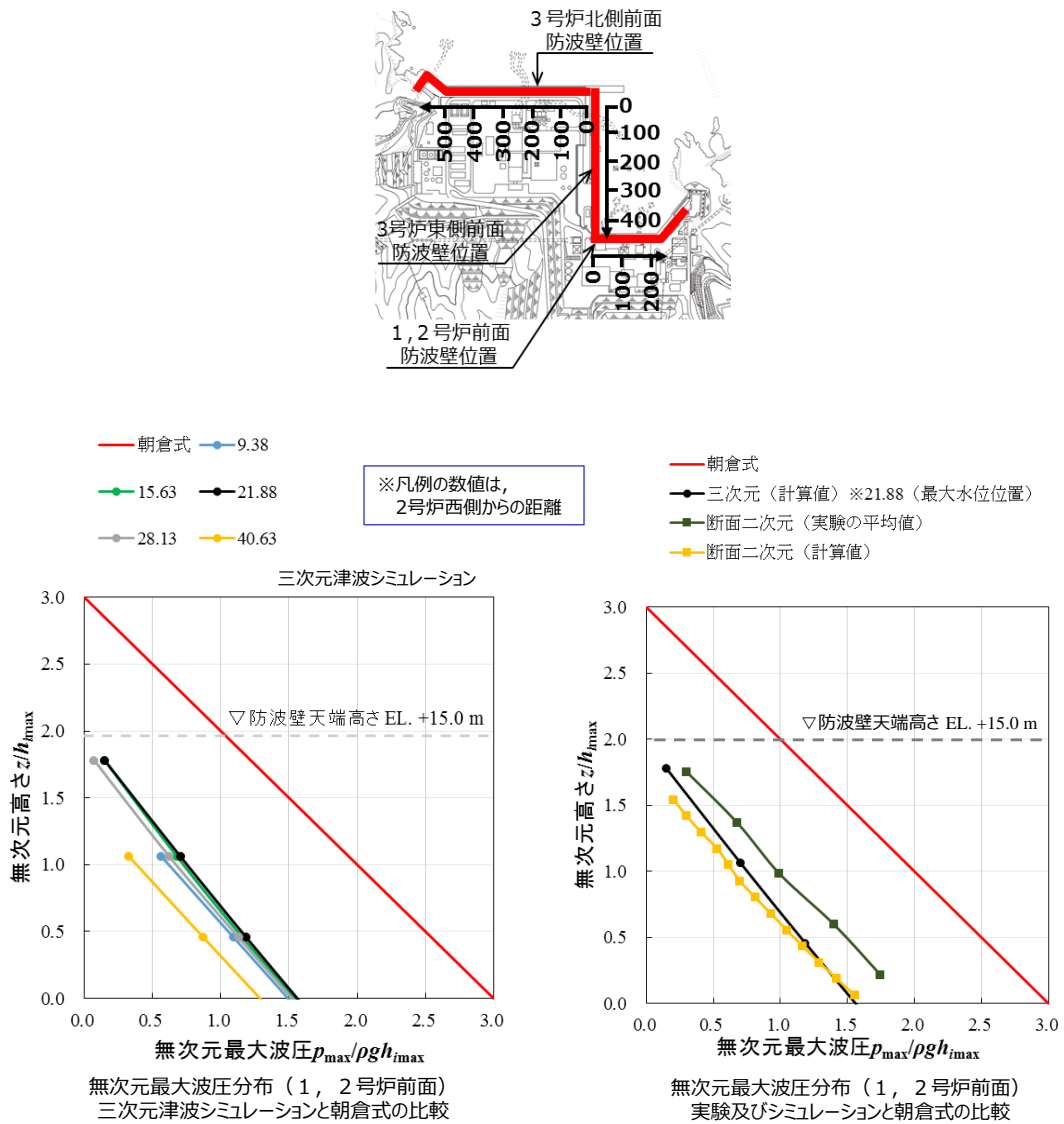 ３号炉北側前面
防波壁位置
0
100
200
300
400
500
400
300
200
100
0
3号炉東側前面
防波壁位置
0
100
200
１,２号炉前面
防波壁位置
朝倉式
9.38
15.63
21.88
28.13
40.63
※凡例の数値は，
2号炉西側からの距離
三次元津波シミュレーション
▽防波壁天端高さ EL. +15.0 m
無次元高さz/himax
3.0
2.5
2.0
1.5
1.0
0.5
0.0
0.0 0.5 1.0 1.5 2.0 2.5 3.0
無次元最大波圧pmax/ρghimax
無次元最大波圧分布（１，２号炉前面）
三次元津波シミュレーションと朝倉式の比較
朝倉式
三次元（計算値）※21.88（最大水位位置）
断面二次元（実験の平均値）
断面二次元（計算値）
▽防波壁天端高さ EL. +15.0 m
無次元高さz/himax
3.0
2.5
2.0
1.5
1.0
0.5
0.0
0.0 0.5 1.0 1.5 2.0 2.5 3.0
無次元最大波圧pmax/ρghimax
無次元最大波圧分布（１，２号炉前面）
実験及びシミュレーションと朝倉式の比較